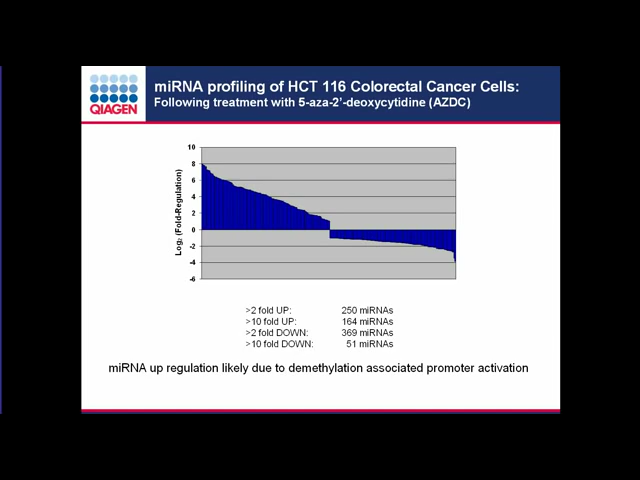 QIAGEN
miRNA profiling of HCT 116 Colorectal Cancer Cells:
Following treatment with 5-aza-2'-deoxycytidine (AZDC)
Log2 (Fold-Regulation)
10
8
6
4
2
0
-2
-4
-6
>2 fold UP: 250 miRNAs
>10 fold UP: 164 miRNAs
>2 fold DOWN: 369 miRNAs
>10 fold DOWN: 51 miRNAs
miRNA up regulation likely due to demethylation associated promoter activation